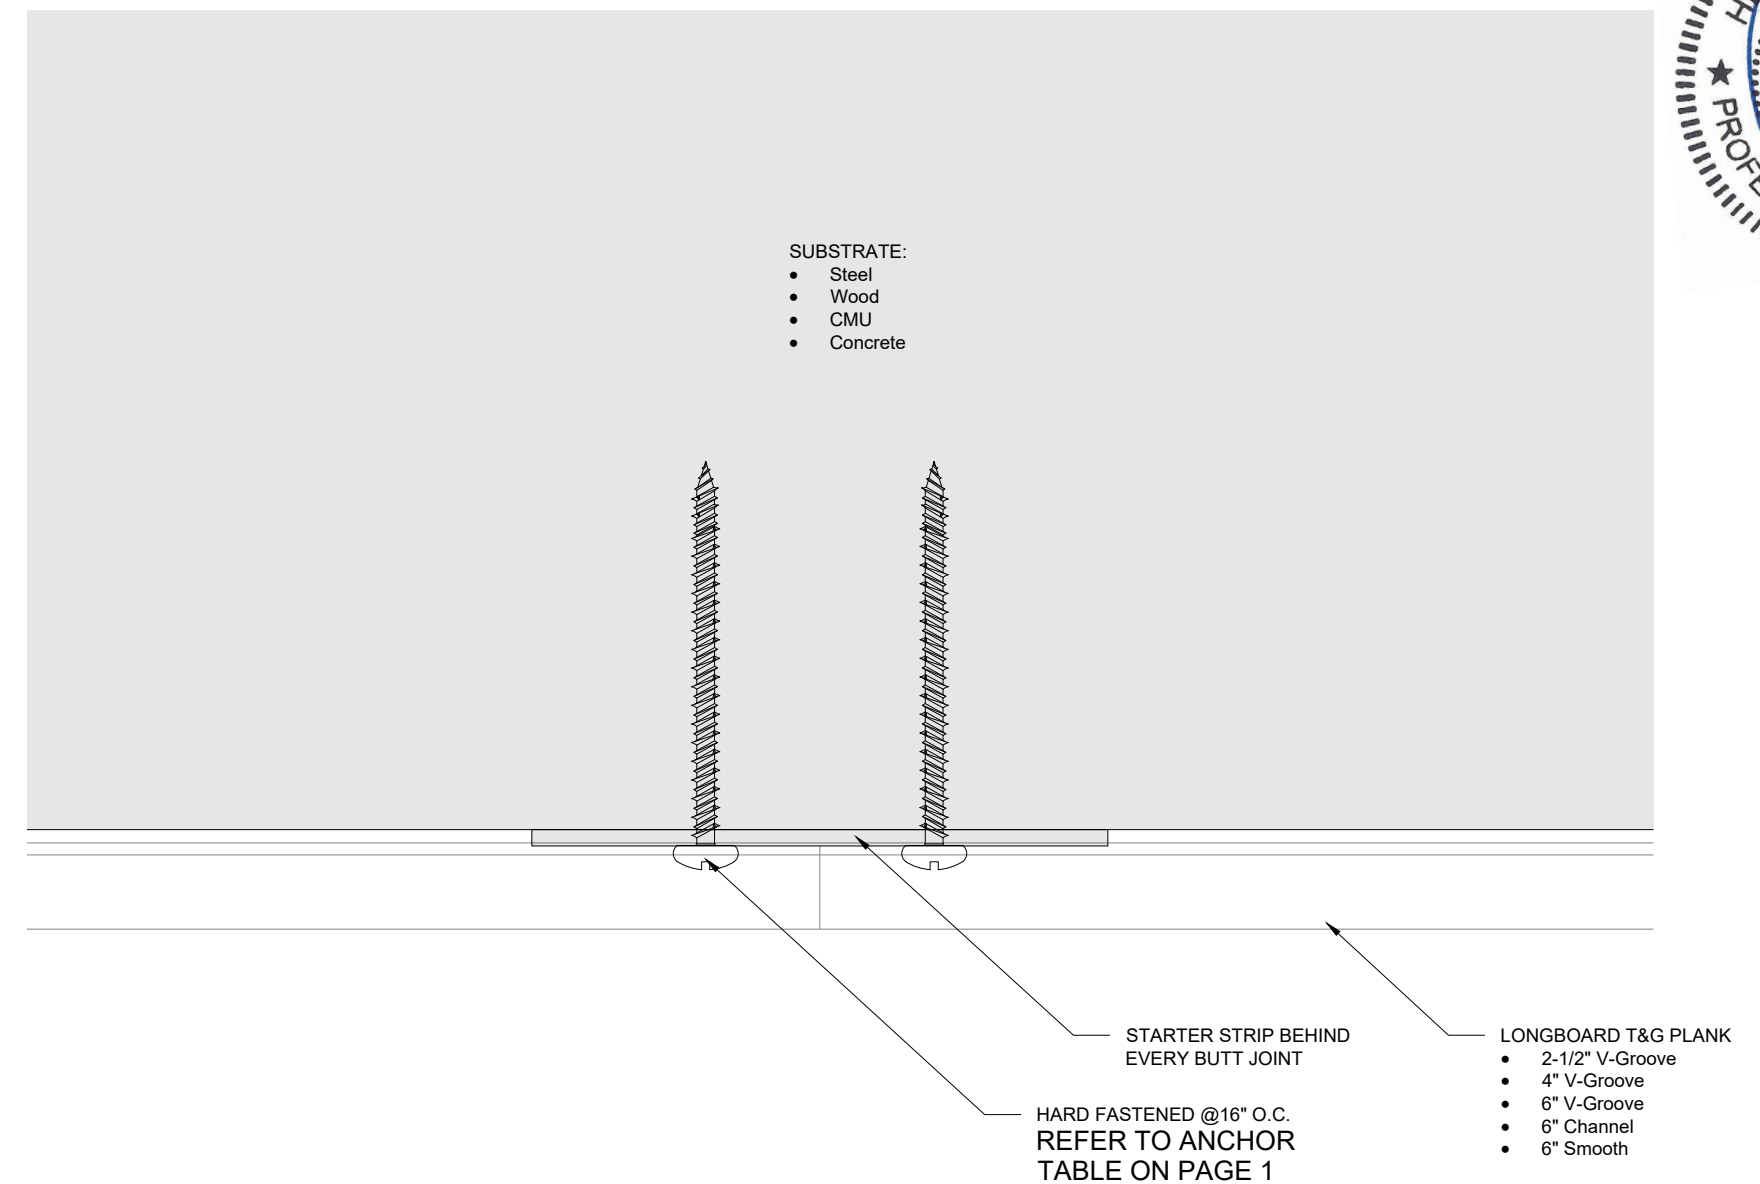 SUBSTRATE:
• Steel
• Wood
• CMU
• Concrete
STARTER STRIP BEHIND
EVERY BUTT JOINT
HARD FASTENED @16" O.C.
REFER TO ANCHOR
TABLE ON PAGE 1
LONGBOARD T&G PLANK
• 2-1/2" V-Groove
• 4" V-Groove
• 6" V-Groove
• 6" Channel
• 6" Smooth